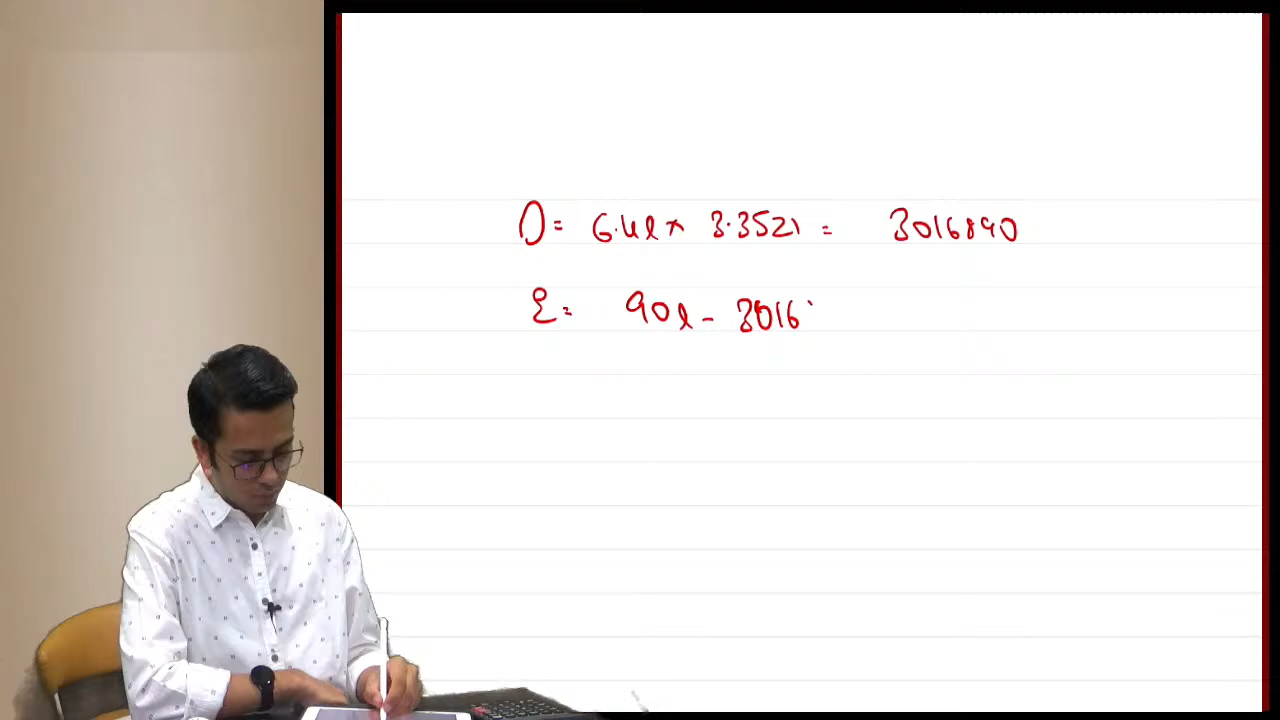 D = 6.4l × 3.3521 = 3016890
E = 90l - 3016